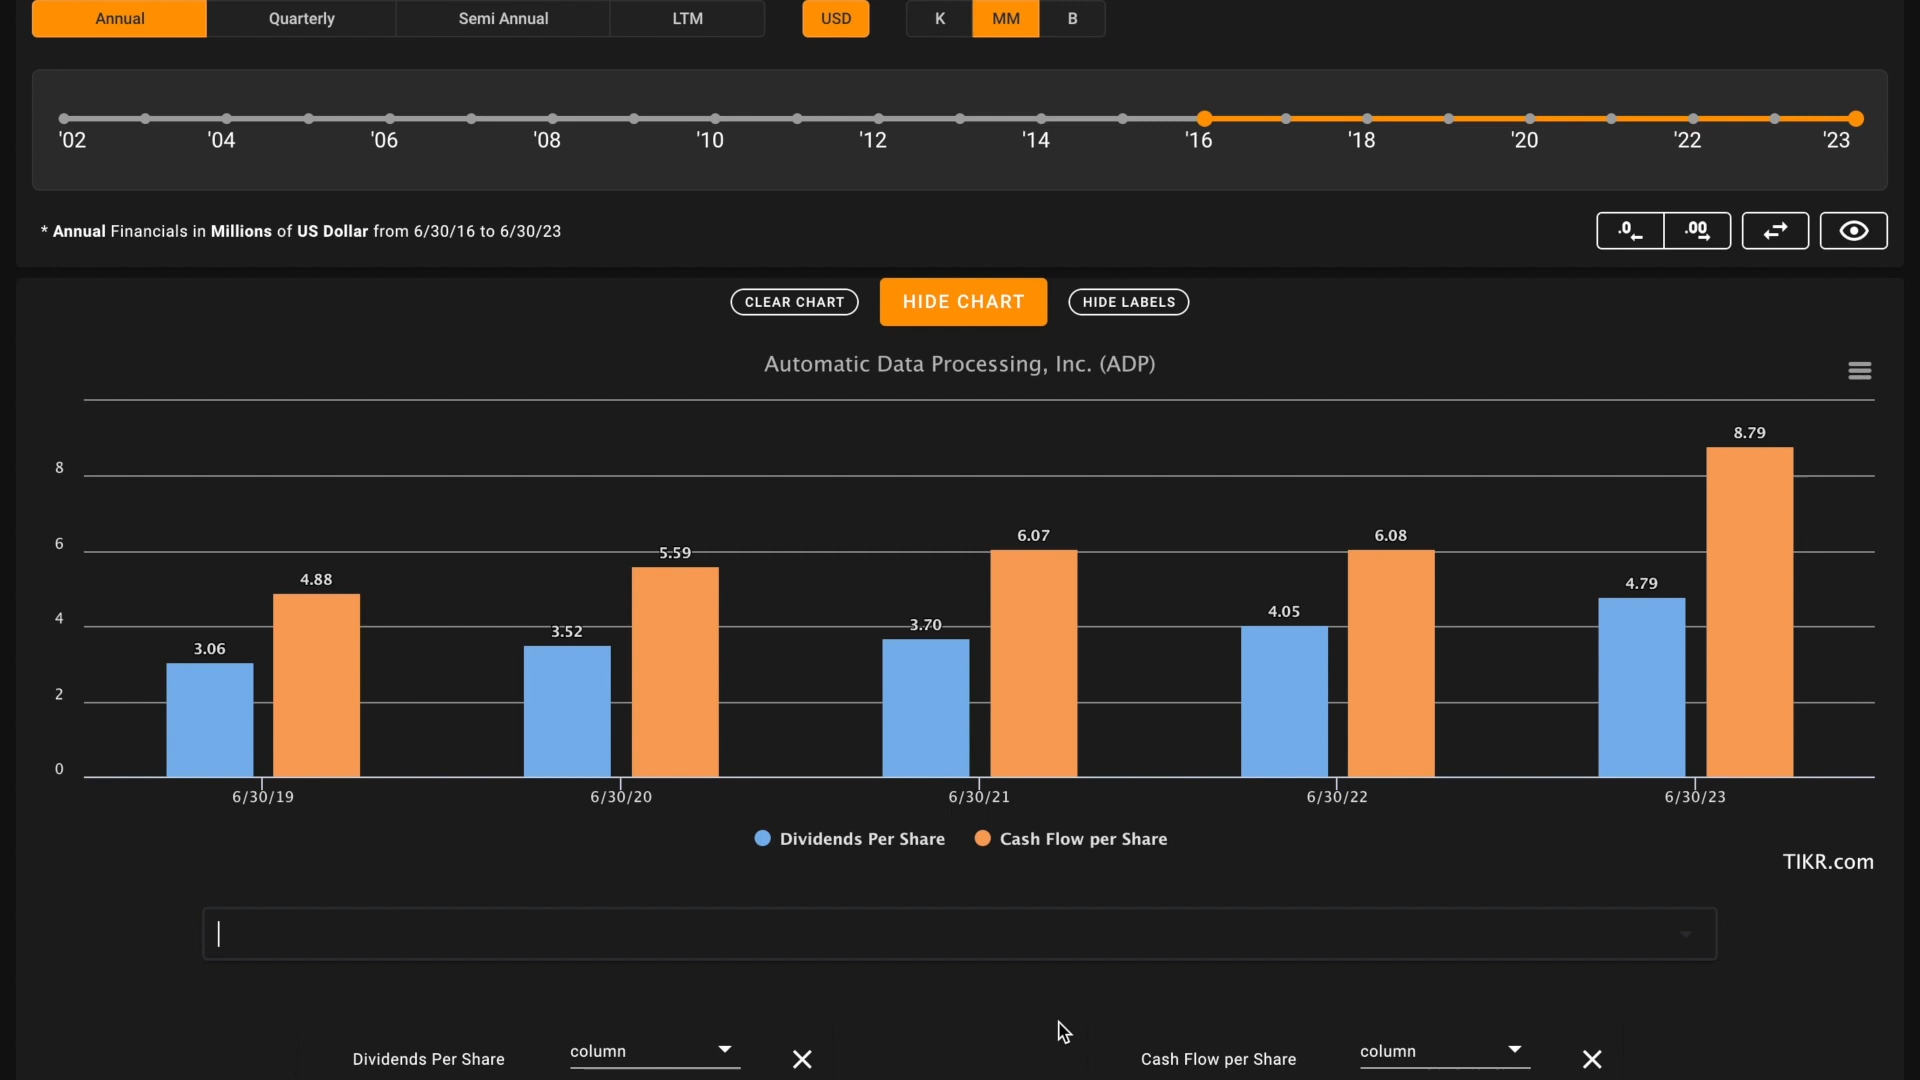 Annual Quarterly Semi Annual LTM USD K MM B
'02 '04 '06 '08 '10 '12 '14 '16 '18 '20 '22 '23
* Annual Financials in Millions of US Dollar from 6/30/16 to 6/30/23
.0 .00
CLEAR CHART HIDE CHART HIDE LABELS
Automatic Data Processing, Inc. (ADP)
8.79
8
6.07 6.08
6
5.59
4.88 4.79
4.05
4
3.70
3.52
3.06
2
0
6/30/19 6/30/20 6/30/21 6/30/22 6/30/23
Dividends Per Share Cash Flow per Share
TIKR.com
Dividends Per Share column Cash Flow per Share column